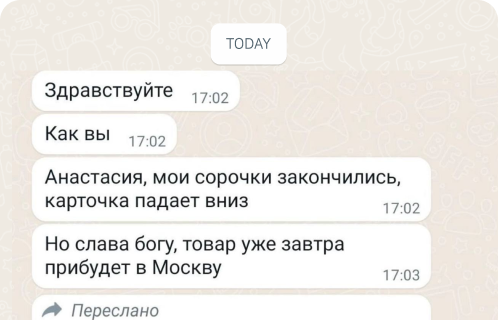 TODAY
Здравствуйте 17:02
Как вы 17:02
Анастасия, мои сорочки закончились,
карточка падает вниз 17:02
Но слава богу, товар уже завтра
прибудет в Москву 17:03
Переслано